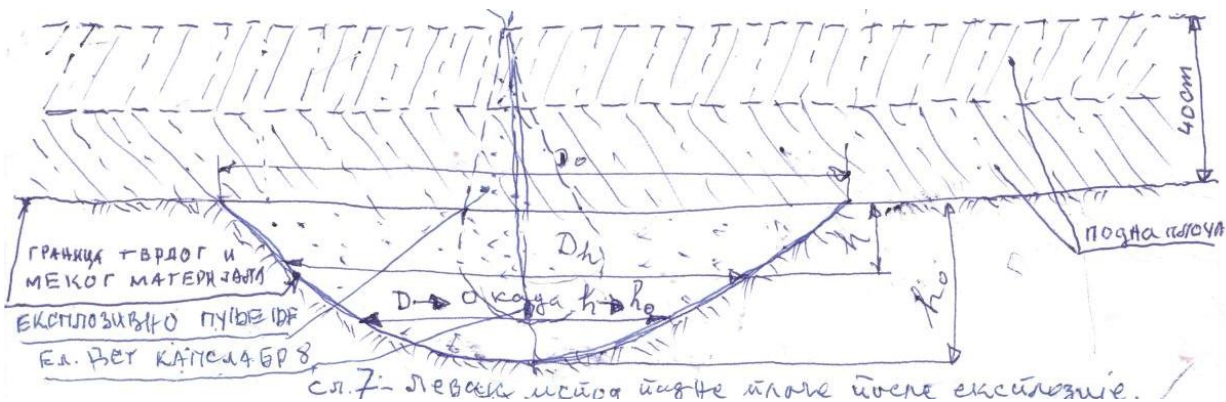 40cm
D₀
h
Dh
ПОДНА ПЛОЧА
ГРАНИЦА ТВРДОГ И
МЕКОГ МАТЕРИЈАЛА
h₀
D → 0 када h → h₀
ЕКСПЛОЗИВНО ПУЊЕЊЕ
ЕЛ. ДЕТ КАПСЛА БР 8
сл. 7 - Левак испод подне плоче после експлозије.